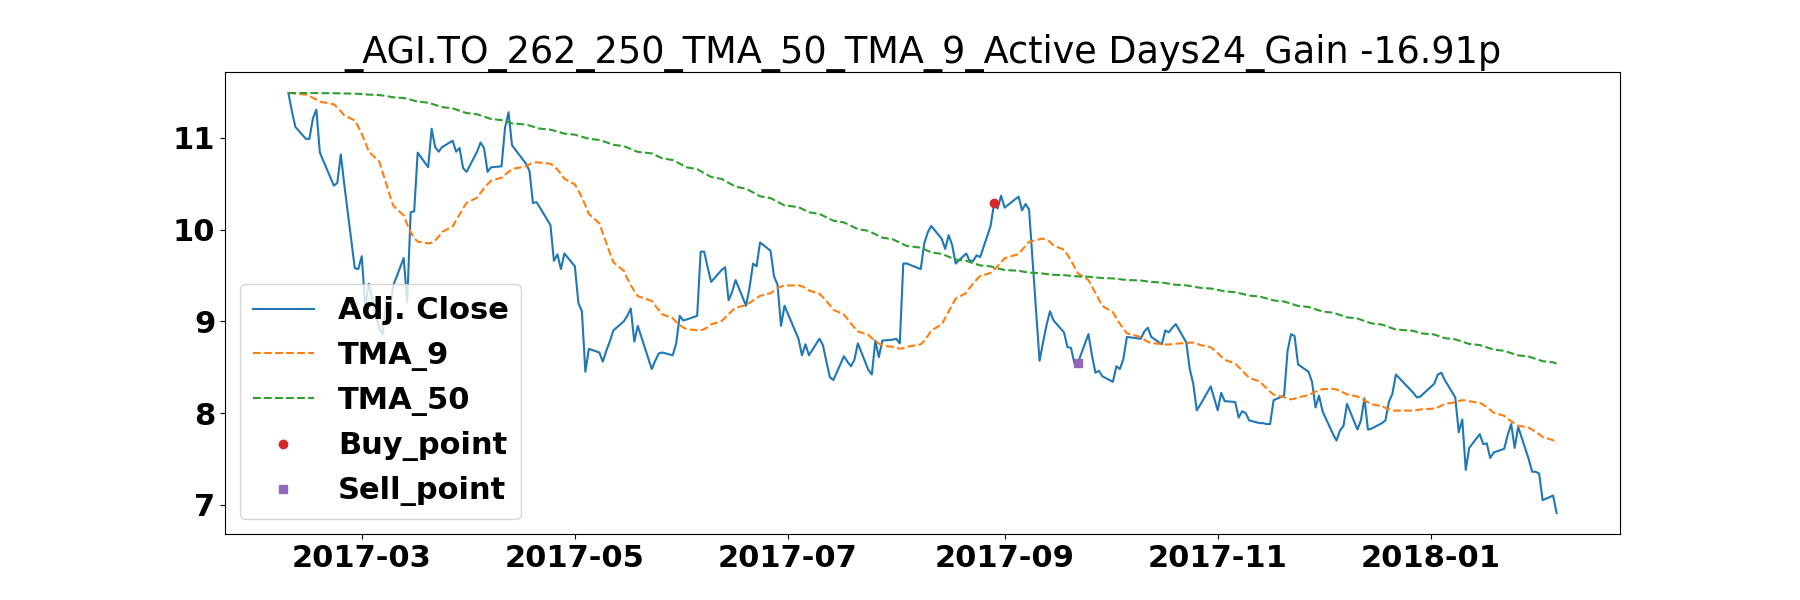 _AGI.TO_262_250_TMA_50_TMA_9_Active Days24_Gain -16.91p
11
10
9
8
7
Adj. Close
TMA_9
TMA_50
Buy_point
Sell_point
2017-03 2017-05 2017-07 2017-09 2017-11 2018-01